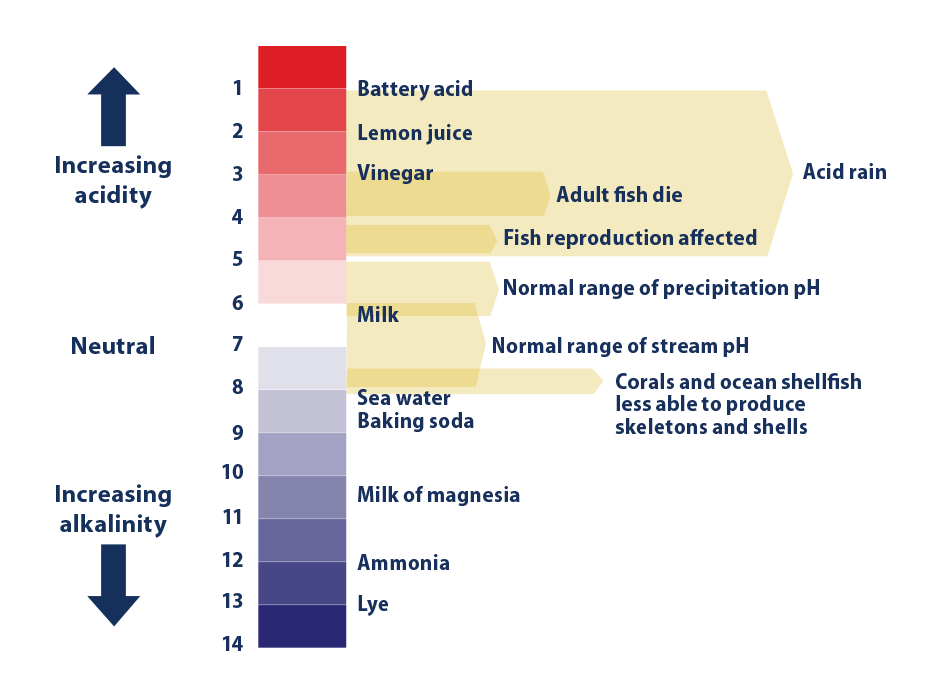 1
Battery acid
2
Lemon juice
Increasing
acidity
3
Vinegar
Acid rain
Adult fish die
4
Fish reproduction affected
5
Normal range of precipitation pH
6
Milk
Neutral
7
Normal range of stream pH
8
Corals and ocean shellfish
less able to produce
skeletons and shells
Sea water
Baking soda
9
10
Increasing
alkalinity
Milk of magnesia
11
12
Ammonia
13
Lye
14